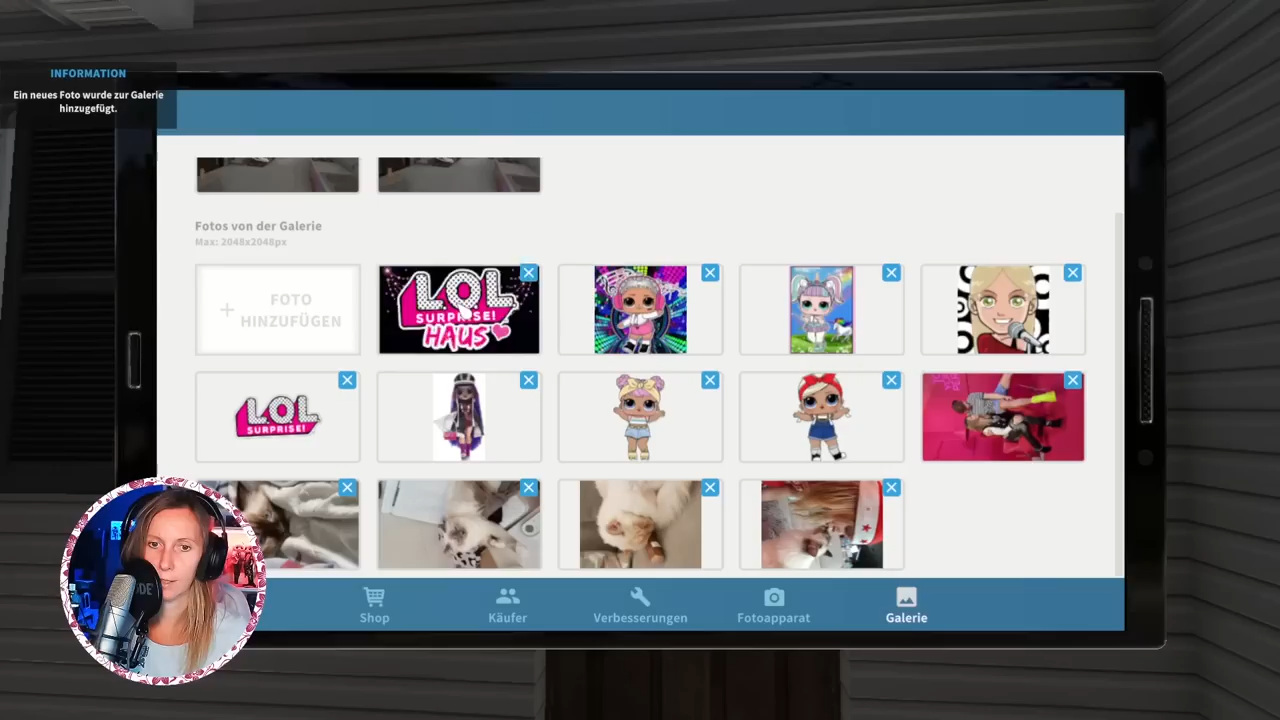 INFORMATION
Ein neues Foto wurde zur Galerie
hinzugefügt.
Fotos von der Galerie
Max: 2048x2048px
+ FOTO
HINZUFÜGEN
LOL
SURPRISE!
HAUS
LOL
SURPRISE!
Shop
Käufer
Verbesserungen
Fotoapparat
Galerie